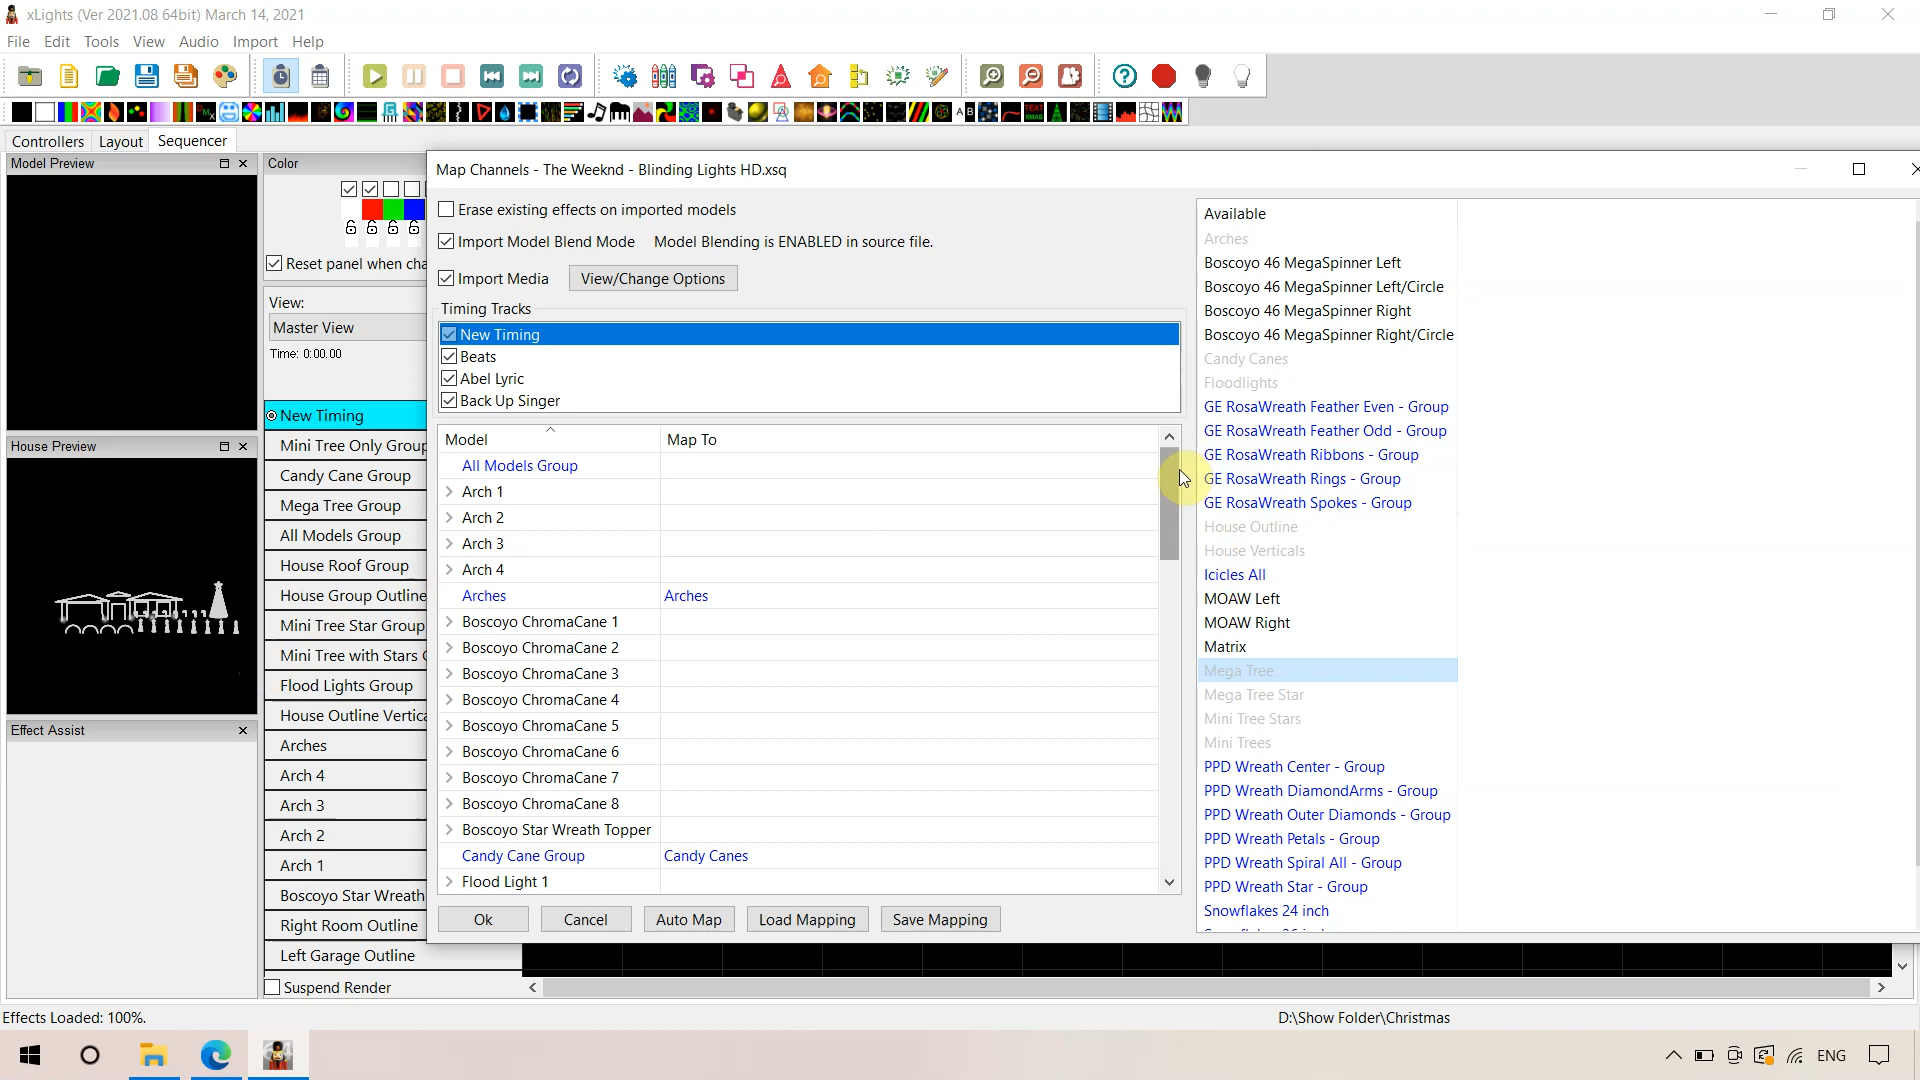 xLights (Ver 2021.08 64bit) March 14, 2021
File Edit Tools View Audio Import Help
Controllers Layout Sequencer
Model Preview
Color
Reset panel when cha
View:
Master View
Time: 0:00.00
New Timing
Mini Tree Only Group
Candy Cane Group
Mega Tree Group
All Models Group
House Roof Group
House Group Outline
Mini Tree Star Group
Mini Tree with Stars
Flood Lights Group
House Outline Vertica
Arches
Arch 4
Arch 3
Arch 2
Arch 1
Boscoyo Star Wreath
Right Room Outline
Left Garage Outline
Suspend Render
House Preview
Effect Assist
Map Channels - The Weeknd - Blinding Lights HD.xsq
Erase existing effects on imported models
Import Model Blend Mode Model Blending is ENABLED in source file.
Import Media View/Change Options
Timing Tracks
New Timing
Beats
Abel Lyric
Back Up Singer
Model Map To
All Models Group
Arch 1
Arch 2
Arch 3
Arch 4
Arches Arches
Boscoyo ChromaCane 1
Boscoyo ChromaCane 2
Boscoyo ChromaCane 3
Boscoyo ChromaCane 4
Boscoyo ChromaCane 5
Boscoyo ChromaCane 6
Boscoyo ChromaCane 7
Boscoyo ChromaCane 8
Boscoyo Star Wreath Topper
Candy Cane Group Candy Canes
Flood Light 1
Ok Cancel Auto Map Load Mapping Save Mapping
Available
Arches
Boscoyo 46 MegaSpinner Left
Boscoyo 46 MegaSpinner Left/Circle
Boscoyo 46 MegaSpinner Right
Boscoyo 46 MegaSpinner Right/Circle
Candy Canes
Floodlights
GE RosaWreath Feather Even - Group
GE RosaWreath Feather Odd - Group
GE RosaWreath Ribbons - Group
GE RosaWreath Rings - Group
GE RosaWreath Spokes - Group
House Outline
House Verticals
Icicles All
MOAW Left
MOAW Right
Matrix
Mega Tree
Mega Tree Star
Mini Tree Stars
Mini Trees
PPD Wreath Center - Group
PPD Wreath DiamondArms - Group
PPD Wreath Outer Diamonds - Group
PPD Wreath Petals - Group
PPD Wreath Spiral All - Group
PPD Wreath Star - Group
Snowflakes 24 inch
Effects Loaded: 100%.
D:\Show Folder\Christmas
ENG